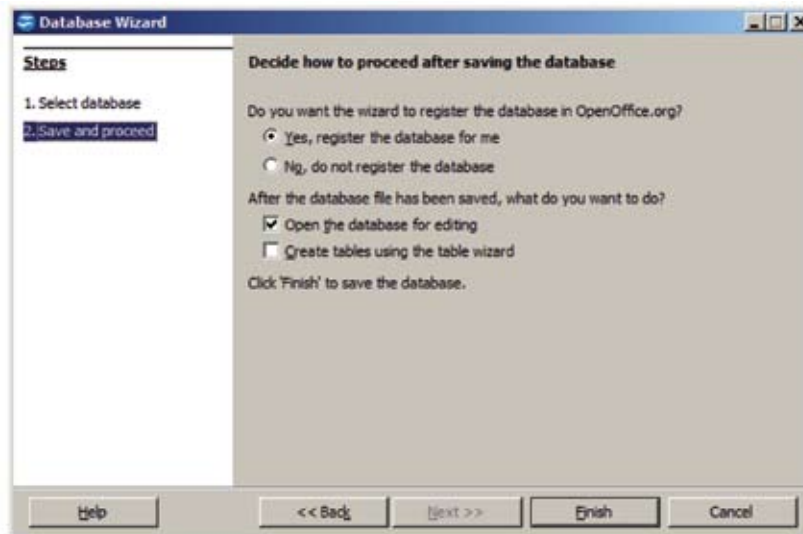 Database Wizard
Steps
1. Select database
2. Save and proceed
Decide how to proceed after saving the database
Do you want the wizard to register the database in OpenOffice.org?
Yes, register the database for me
No, do not register the database
After the database file has been saved, what do you want to do?
Open the database for editing
Create tables using the table wizard
Click 'Finish' to save the database.
Help
<< Back
Next >>
Finish
Cancel